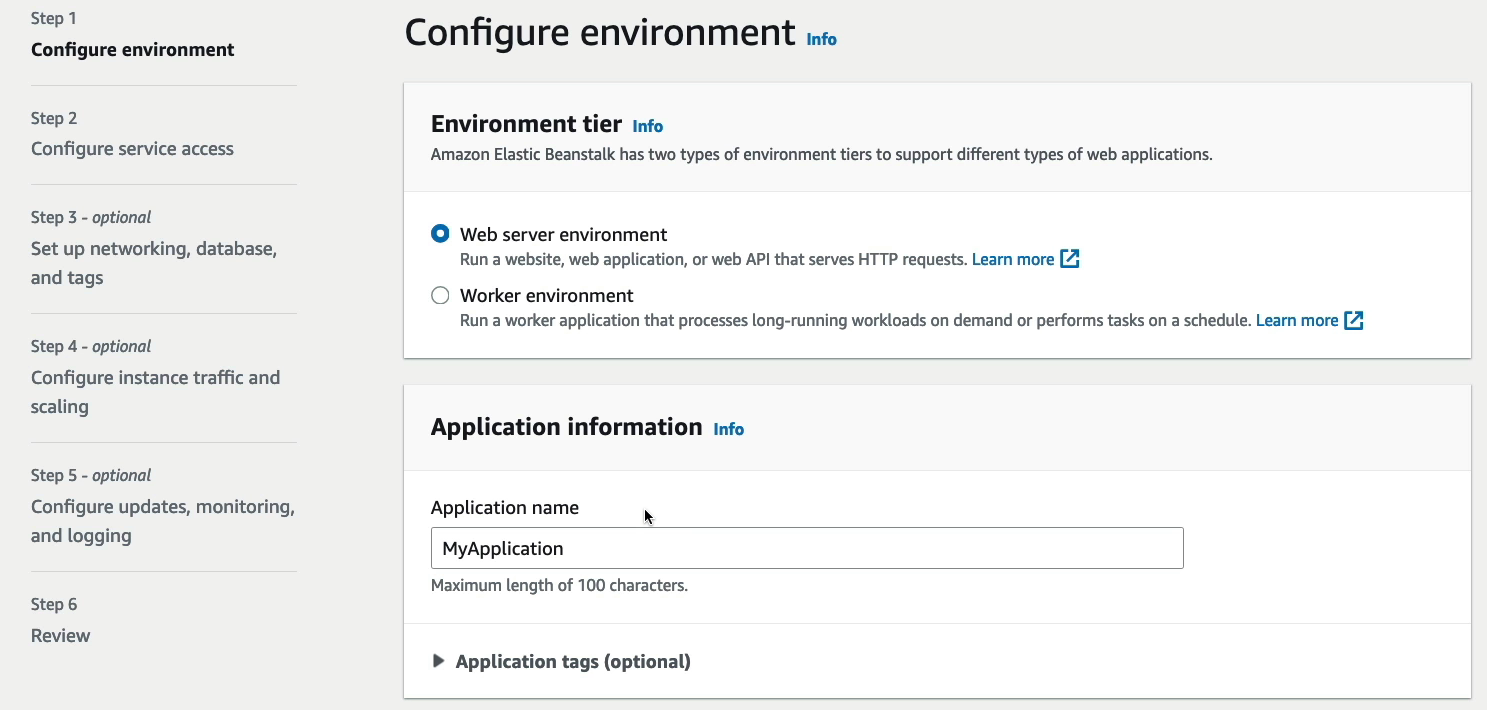 Step 1
Configure environment
Step 2
Configure service access
Step 3 - optional
Set up networking, database,
and tags
Step 4 - optional
Configure instance traffic and
scaling
Step 5 - optional
Configure updates, monitoring,
and logging
Step 6
Review
Configure environment Info
Environment tier Info
Amazon Elastic Beanstalk has two types of environment tiers to support different types of web applications.
Web server environment
Run a website, web application, or web API that serves HTTP requests. Learn more
Worker environment
Run a worker application that processes long-running workloads on demand or performs tasks on a schedule. Learn more
Application information Info
Application name
MyApplication
Maximum length of 100 characters.
Application tags (optional)